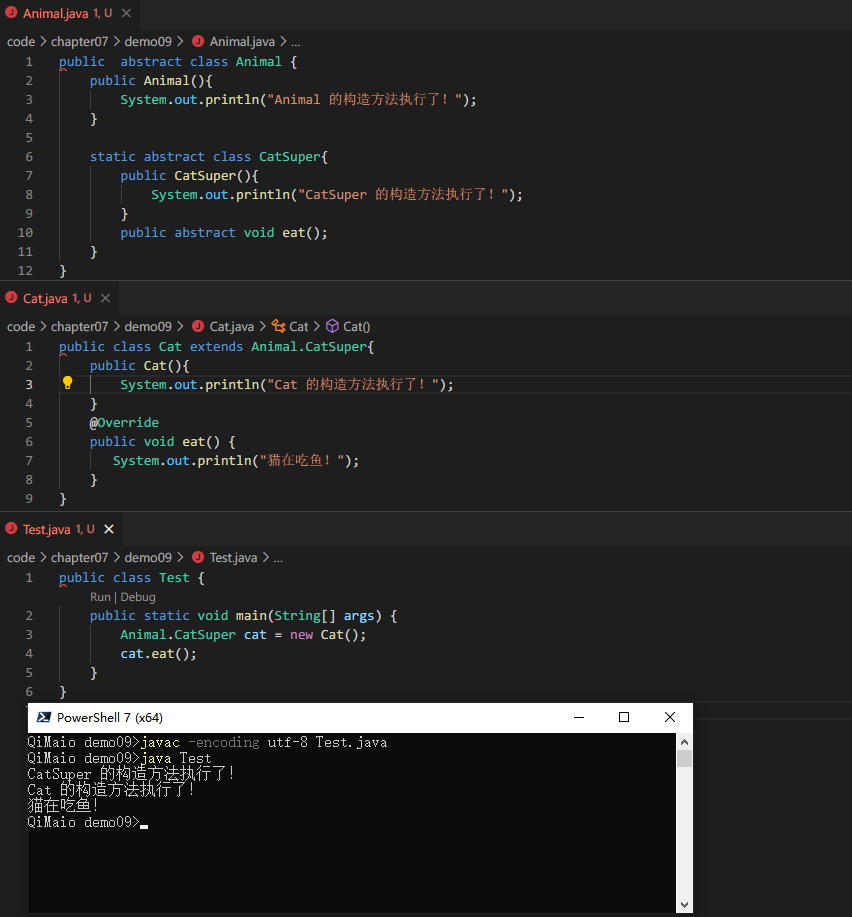 Animal.java 1, U
code > chapter07 > demo09 > Animal.java > ...
1 public  abstract class Animal {
2     public Animal(){
3         System.out.println("Animal 的构造方法执行了！");
4     }
5
6     static abstract class CatSuper{
7         public CatSuper(){
8             System.out.println("CatSuper 的构造方法执行了！");
9         }
10         public abstract void eat();
11     }
12 }
Cat.java 1, U
code > chapter07 > demo09 > Cat.java > Cat > Cat()
1 public class Cat extends Animal.CatSuper{
2     public Cat(){
3         System.out.println("Cat 的构造方法执行了！");
4     }
5     @Override
6     public void eat() {
7        System.out.println("猫在吃鱼！");
8     }
9 }
Test.java 1, U
code > chapter07 > demo09 > Test.java > ...
1 public class Test {
Run | Debug
2     public static void main(String[] args) {
3         Animal.CatSuper cat = new Cat();
4         cat.eat();
5     }
6 }
PowerShell 7 (x64)
QiMaio demo09>javac -encoding utf-8 Test.java
QiMaio demo09>java Test
CatSuper 的构造方法执行了！
Cat 的构造方法执行了！
猫在吃鱼！
QiMaio demo09>